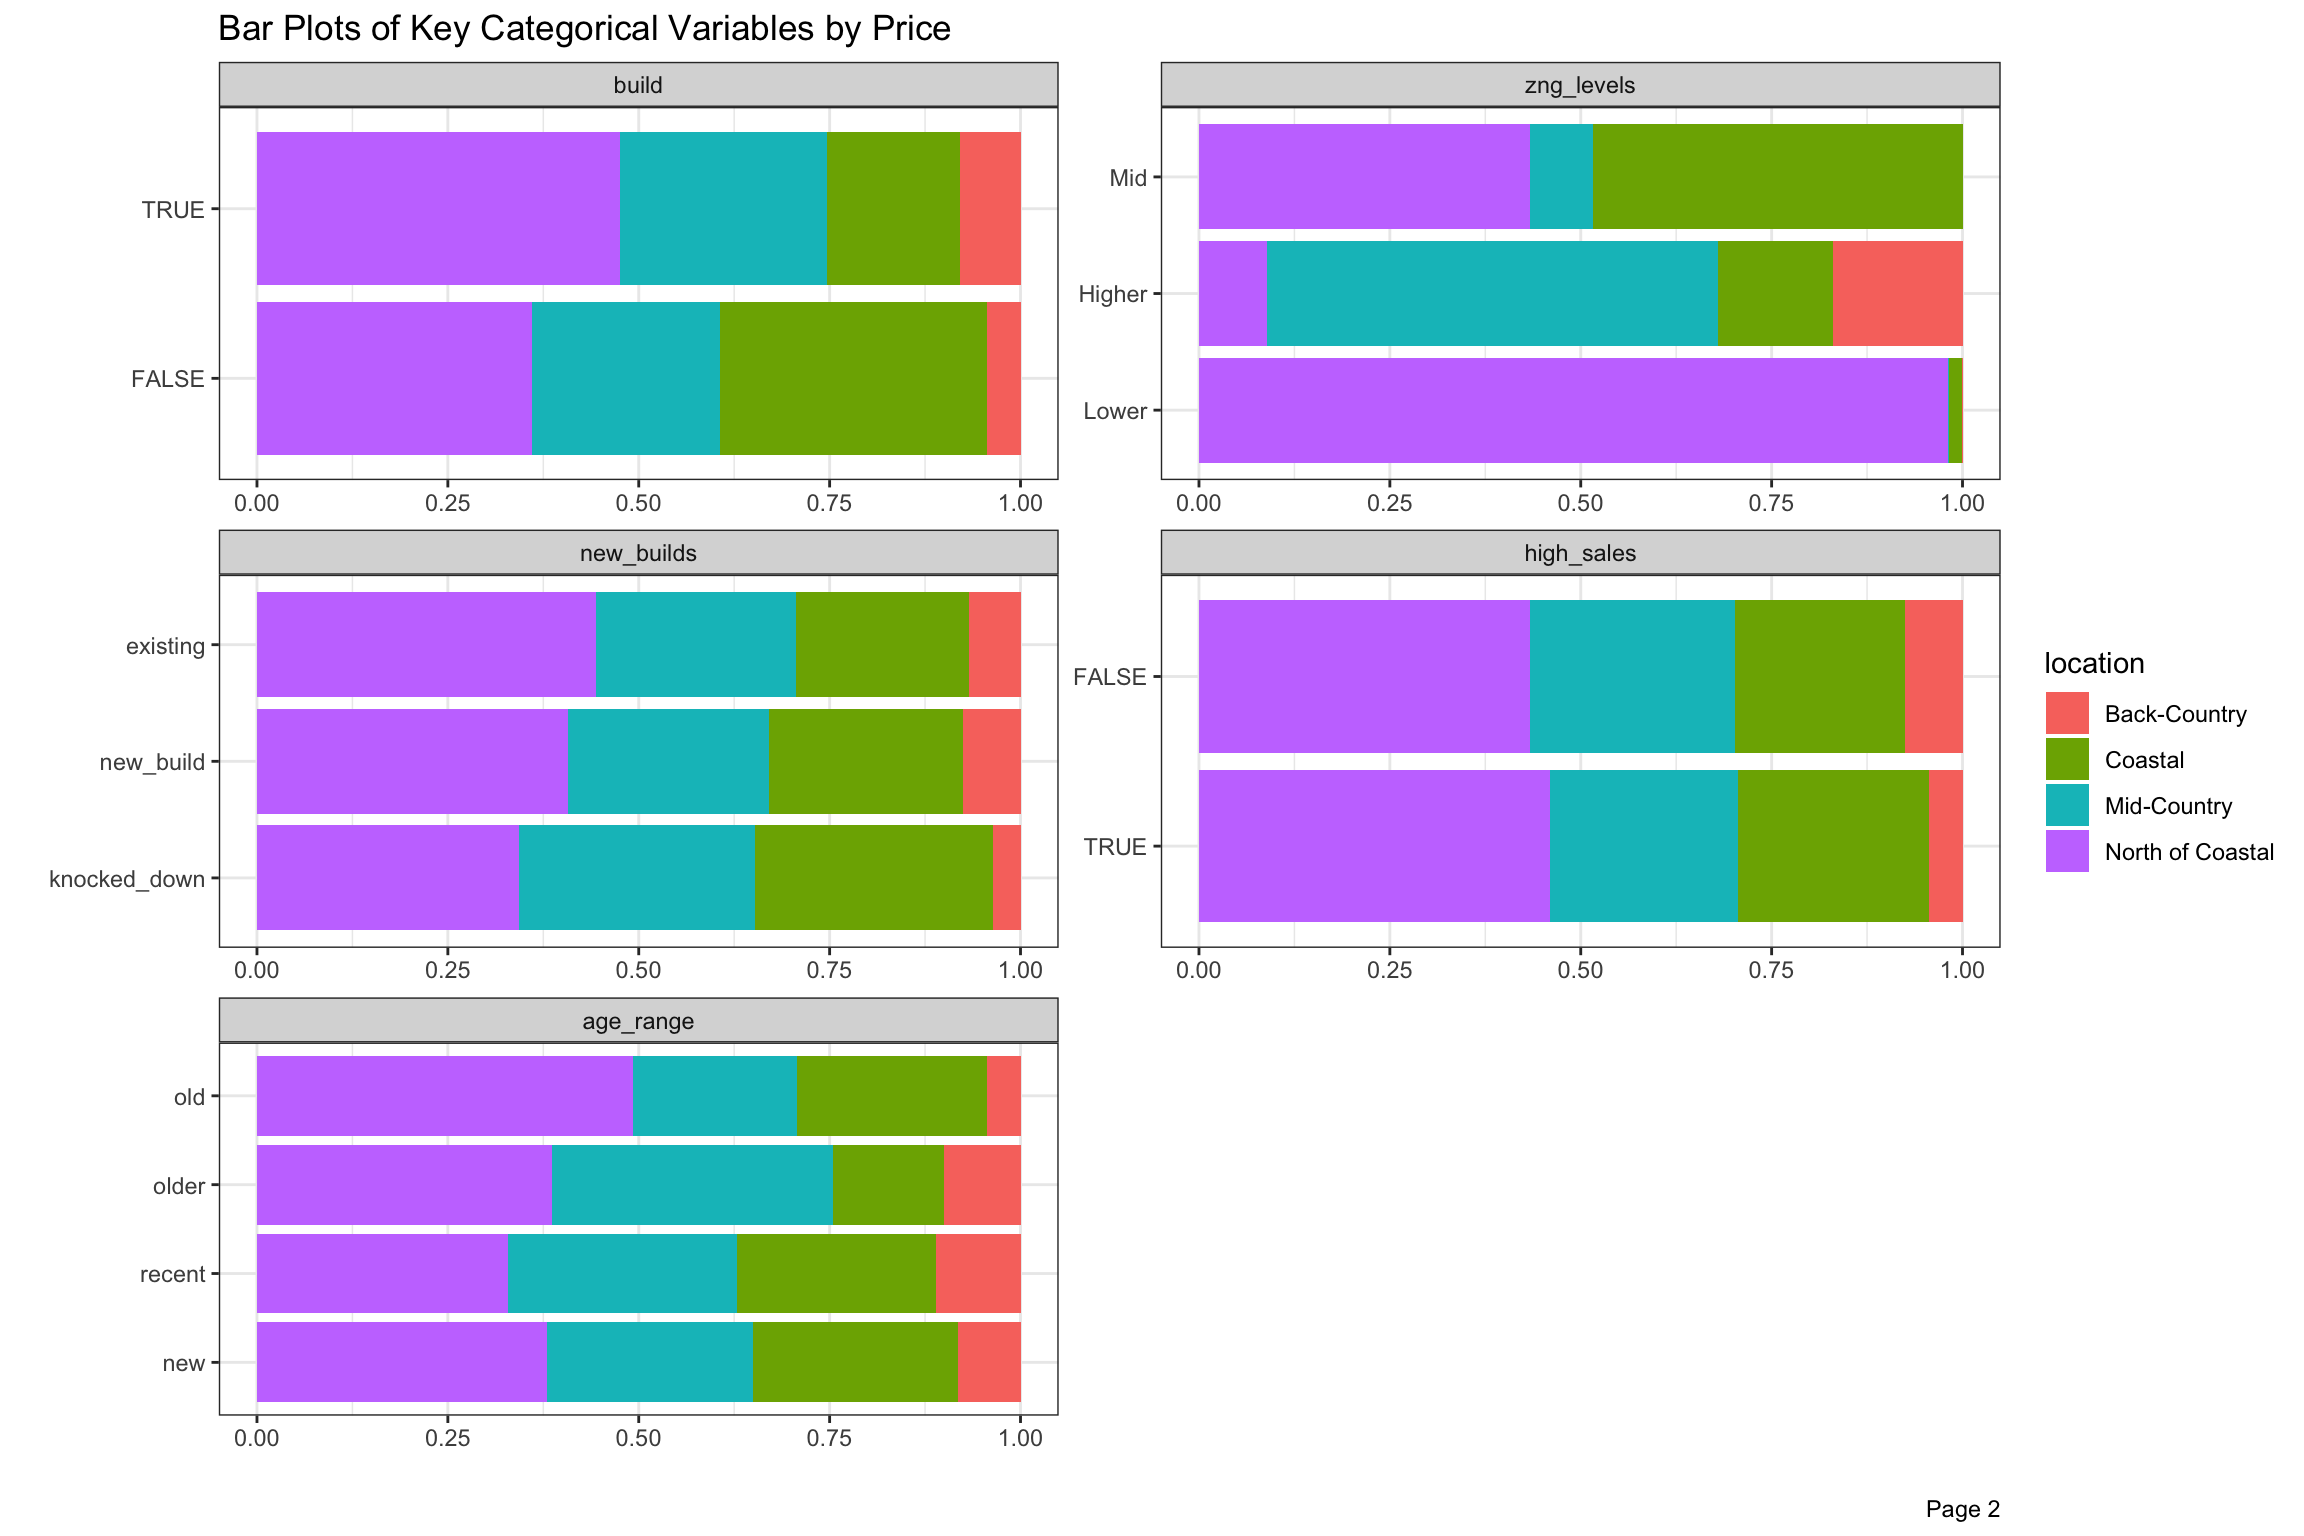 Bar Plots of Key Categorical Variables by Price
build
TRUE
FALSE
0.00 0.25 0.50 0.75 1.00
zng_levels
Mid
Higher
Lower
0.00 0.25 0.50 0.75 1.00
new_builds
existing
new_build
knocked_down
0.00 0.25 0.50 0.75 1.00
high_sales
FALSE
TRUE
0.00 0.25 0.50 0.75 1.00
age_range
old
older
recent
new
0.00 0.25 0.50 0.75 1.00
location
Back-Country
Coastal
Mid-Country
North of Coastal
Page 2